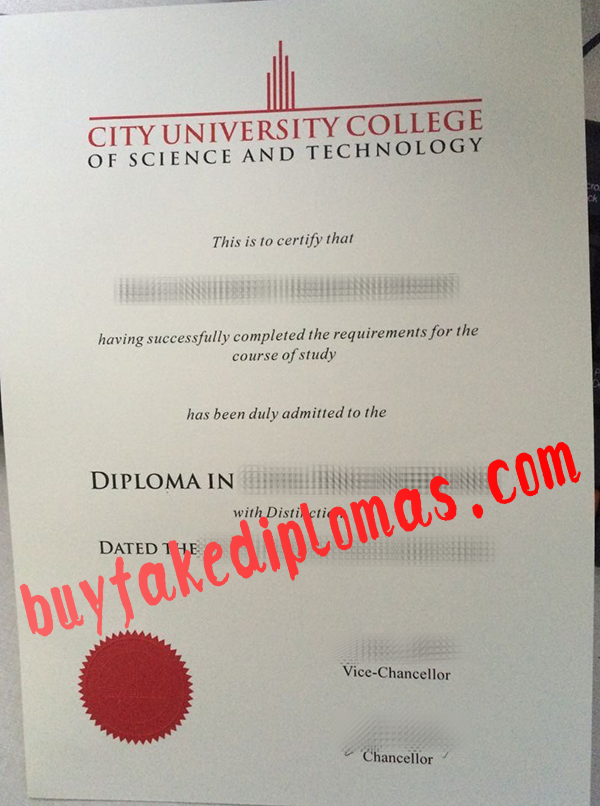 CITY UNIVERSITY COLLEGE
OF SCIENCE AND TECHNOLOGY
This is to certify that
having successfully completed the requirements for the
course of study
has been duly admitted to the
DIPLOMA IN
with Distinction
DATED THE
buyfakediplomas.com
Vice-Chancellor
Chancellor